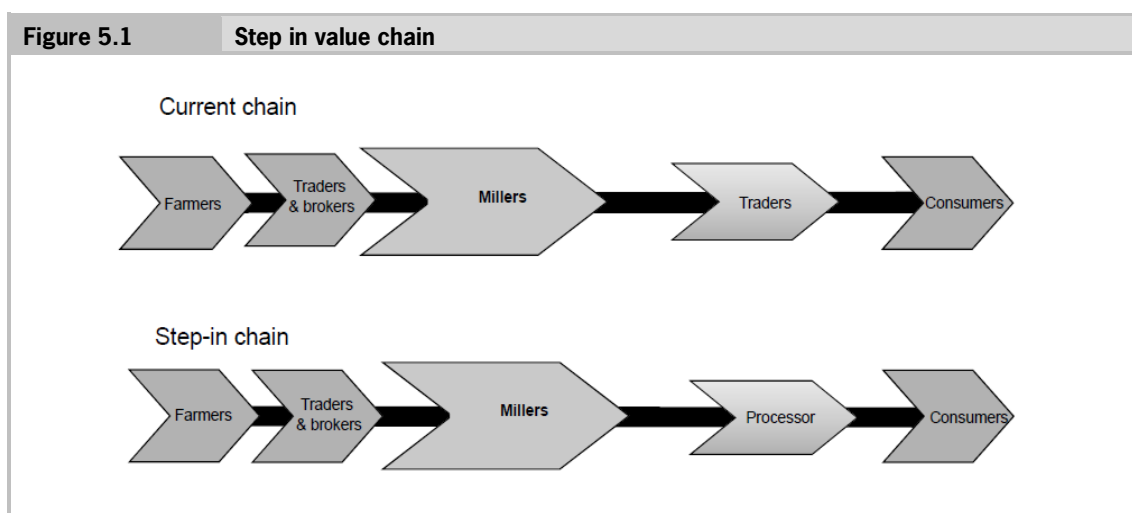 Figure 5.1 Step in value chain
Current chain
Farmers
Traders
& brokers
Millers
Traders
Consumers
Step-in chain
Farmers
Traders
& brokers
Millers
Processor
Consumers